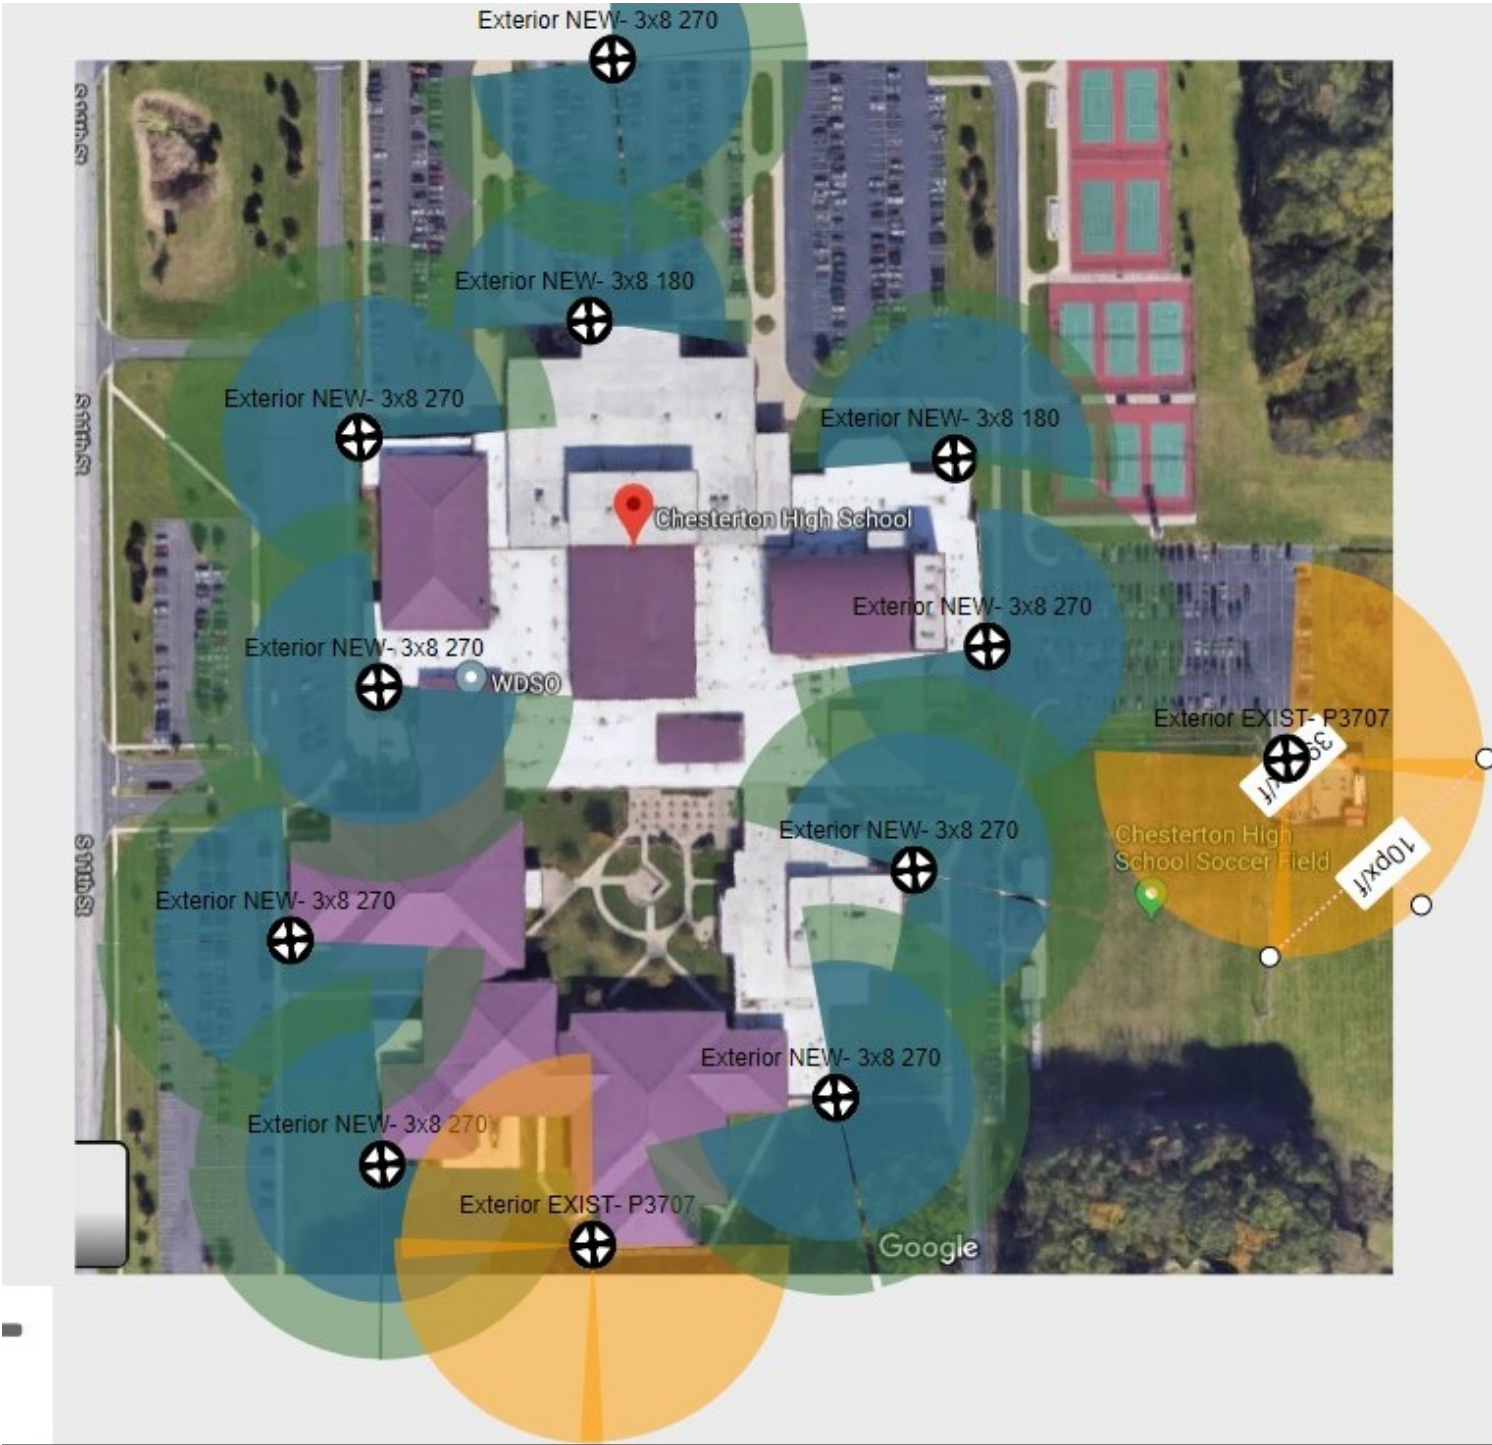 Exterior NEW- 3x8 270
S 11th St
Exterior NEW- 3x8 180
Exterior NEW- 3x8 270
S 11th St
Exterior NEW- 3x8 180
Chesterton High School
Exterior NEW- 3x8 270
Exterior NEW- 3x8 270
WDSO
Exterior EXIST- P3707
Exterior NEW- 3x8 270
Chesterton High
School Soccer Field
10px/f
S 11th St
Exterior NEW- 3x8 270
Exterior NEW- 3x8 270
Exterior NEW- 3x8 270
Exterior EXIST- P3707
Google